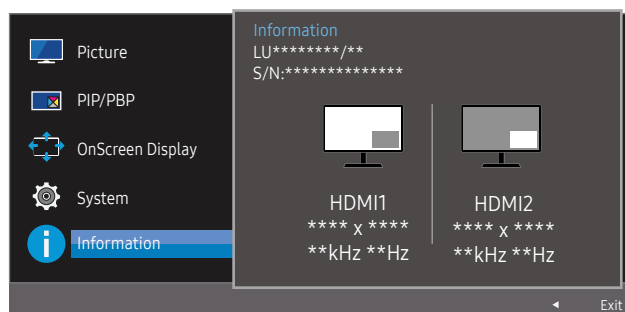 Picture
PIP/PBP
OnScreen Display
System
Information
Information
LU********/**
S/N:**************
HDMI1
**** x ****
**kHz **Hz
HDMI2
**** x ****
**kHz **Hz
Exit